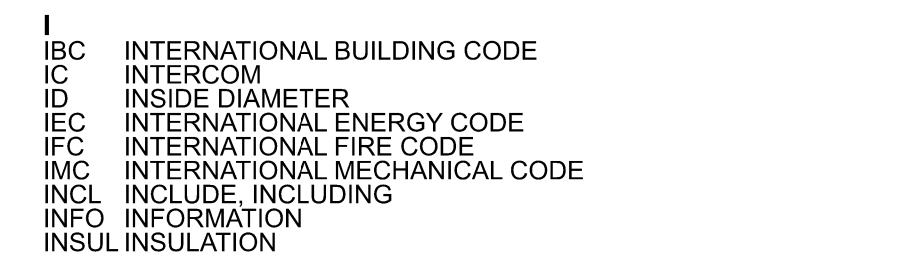 I
IBC INTERNATIONAL BUILDING CODE
IC INTERCOM
ID INSIDE DIAMETER
IEC INTERNATIONAL ENERGY CODE
IFC INTERNATIONAL FIRE CODE
IMC INTERNATIONAL MECHANICAL CODE
INCL INCLUDE, INCLUDING
INFO INFORMATION
INSUL INSULATION